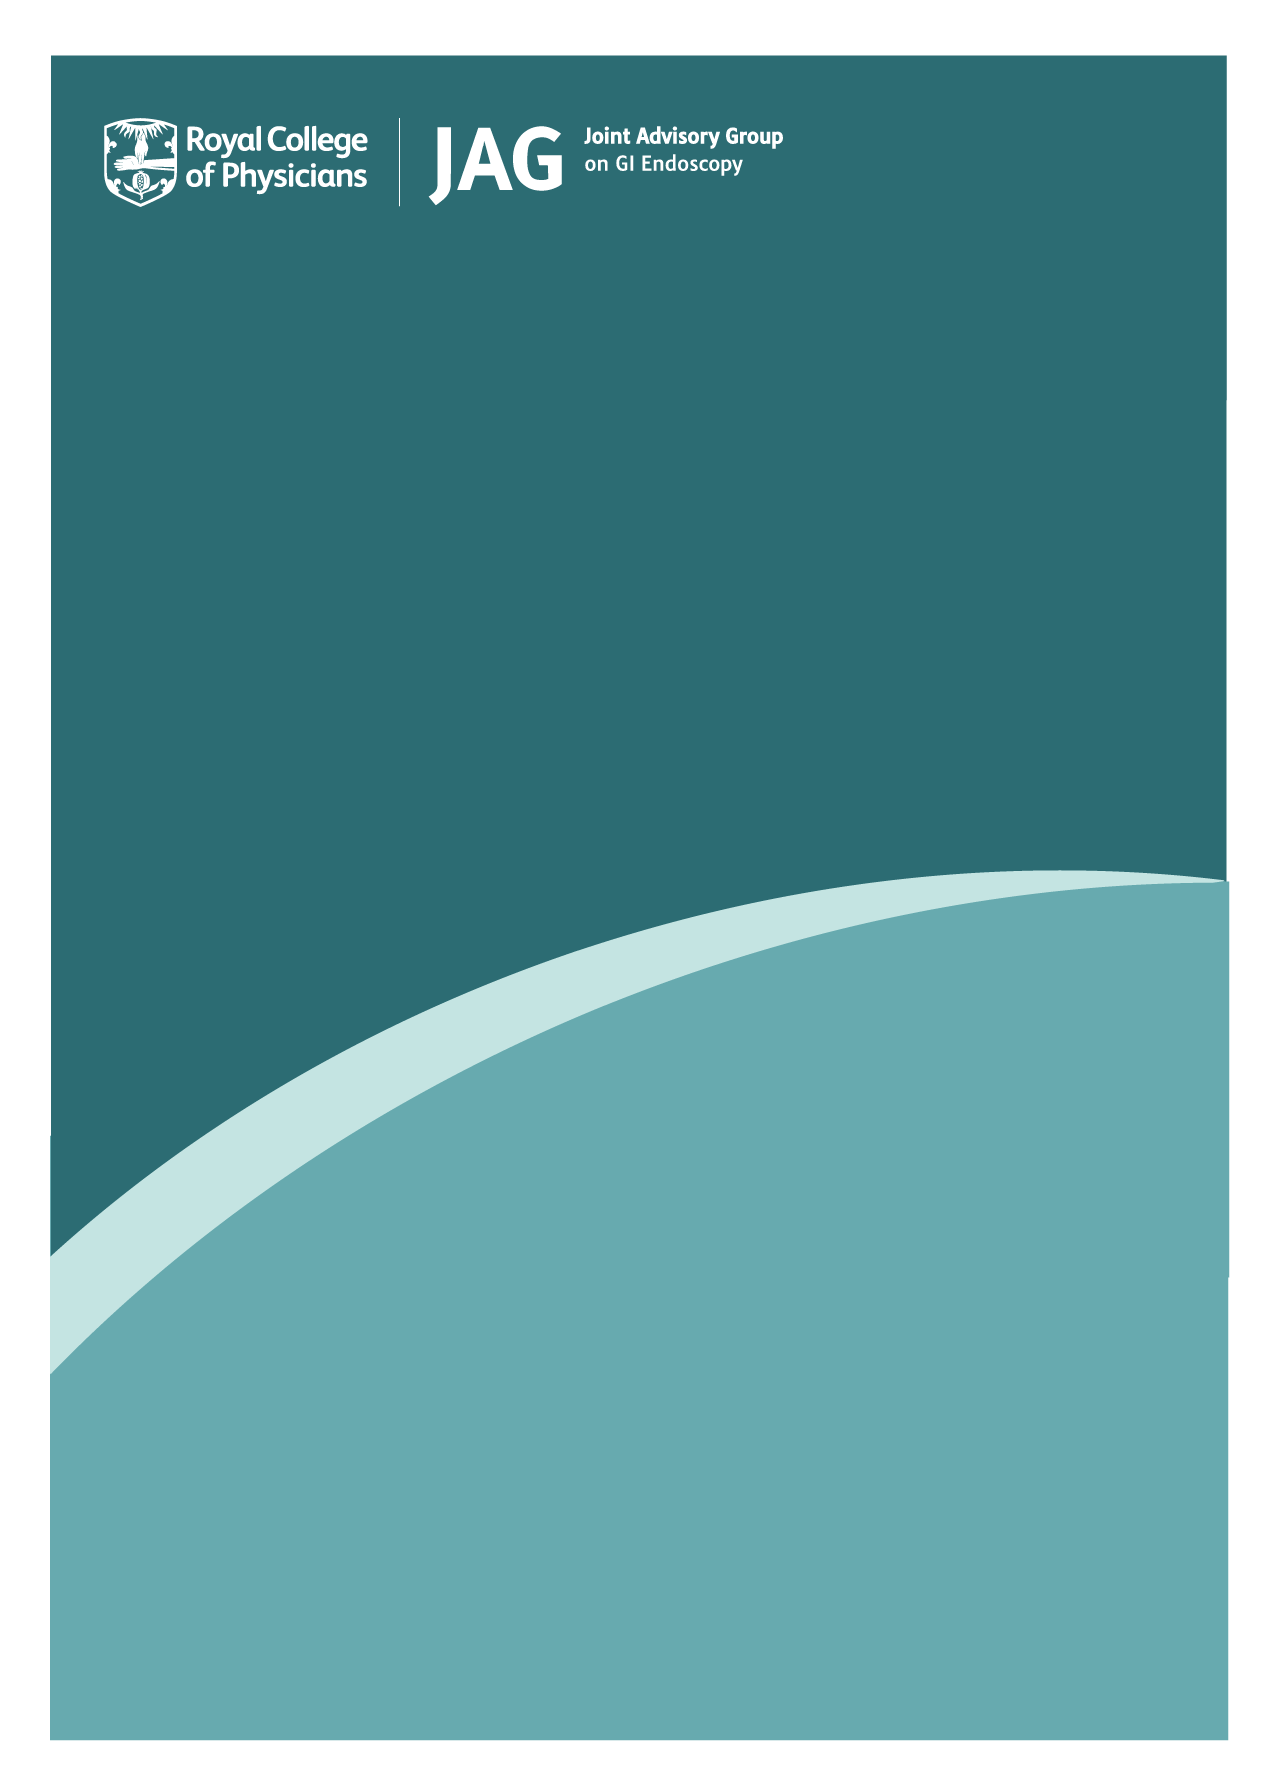 Royal College
of Physicians
JAG
Joint Advisory Group
on GI Endoscopy